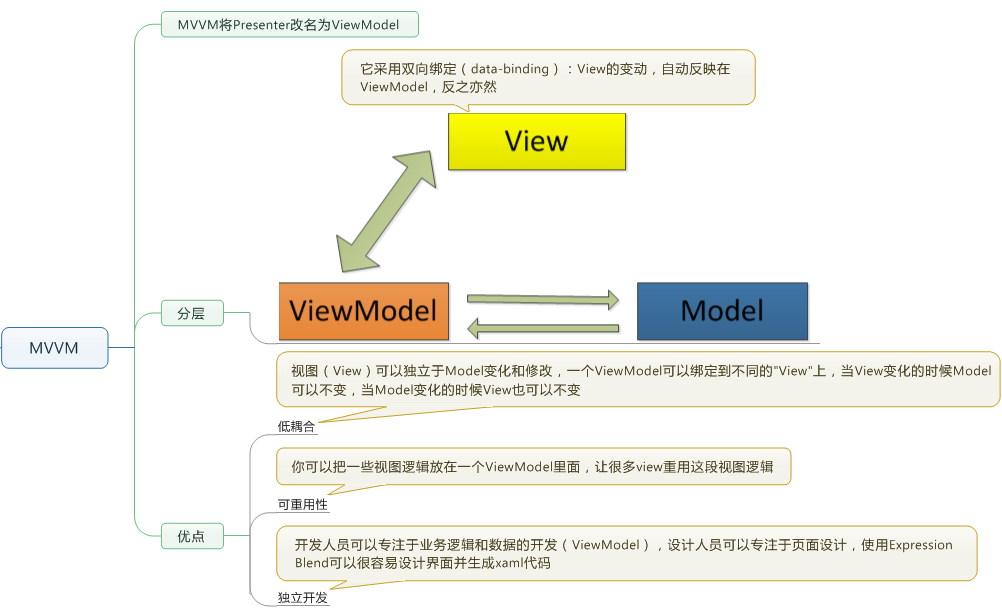 MVVM将Presenter改名为ViewModel
它采用双向绑定（data-binding）：View的变动，自动反映在
ViewModel，反之亦然
View
ViewModel
Model
分层
MVVM
视图（View）可以独立于Model变化和修改，一个ViewModel可以绑定到不同的"View"上，当View变化的时候Model
可以不变，当Model变化的时候View也可以不变
低耦合
你可以把一些视图逻辑放在一个ViewModel里面，让很多view重用这段视图逻辑
可重用性
优点
开发人员可以专注于业务逻辑和数据的开发（ViewModel），设计人员可以专注于页面设计，使用Expression
Blend可以很容易设计界面并生成xaml代码
独立开发